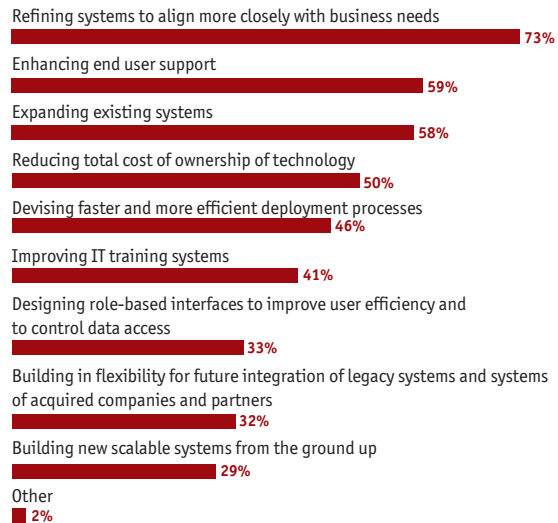 Refining systems to align more closely with business needs
73%
Enhancing end user support
59%
Expanding existing systems
58%
Reducing total cost of ownership of technology
50%
Devising faster and more efficient deployment processes
46%
Improving IT training systems
41%
Designing role-based interfaces to improve user efficiency and
to control data access
33%
Building in flexibility for future integration of legacy systems and systems
of acquired companies and partners
32%
Building new scalable systems from the ground up
29%
Other
2%